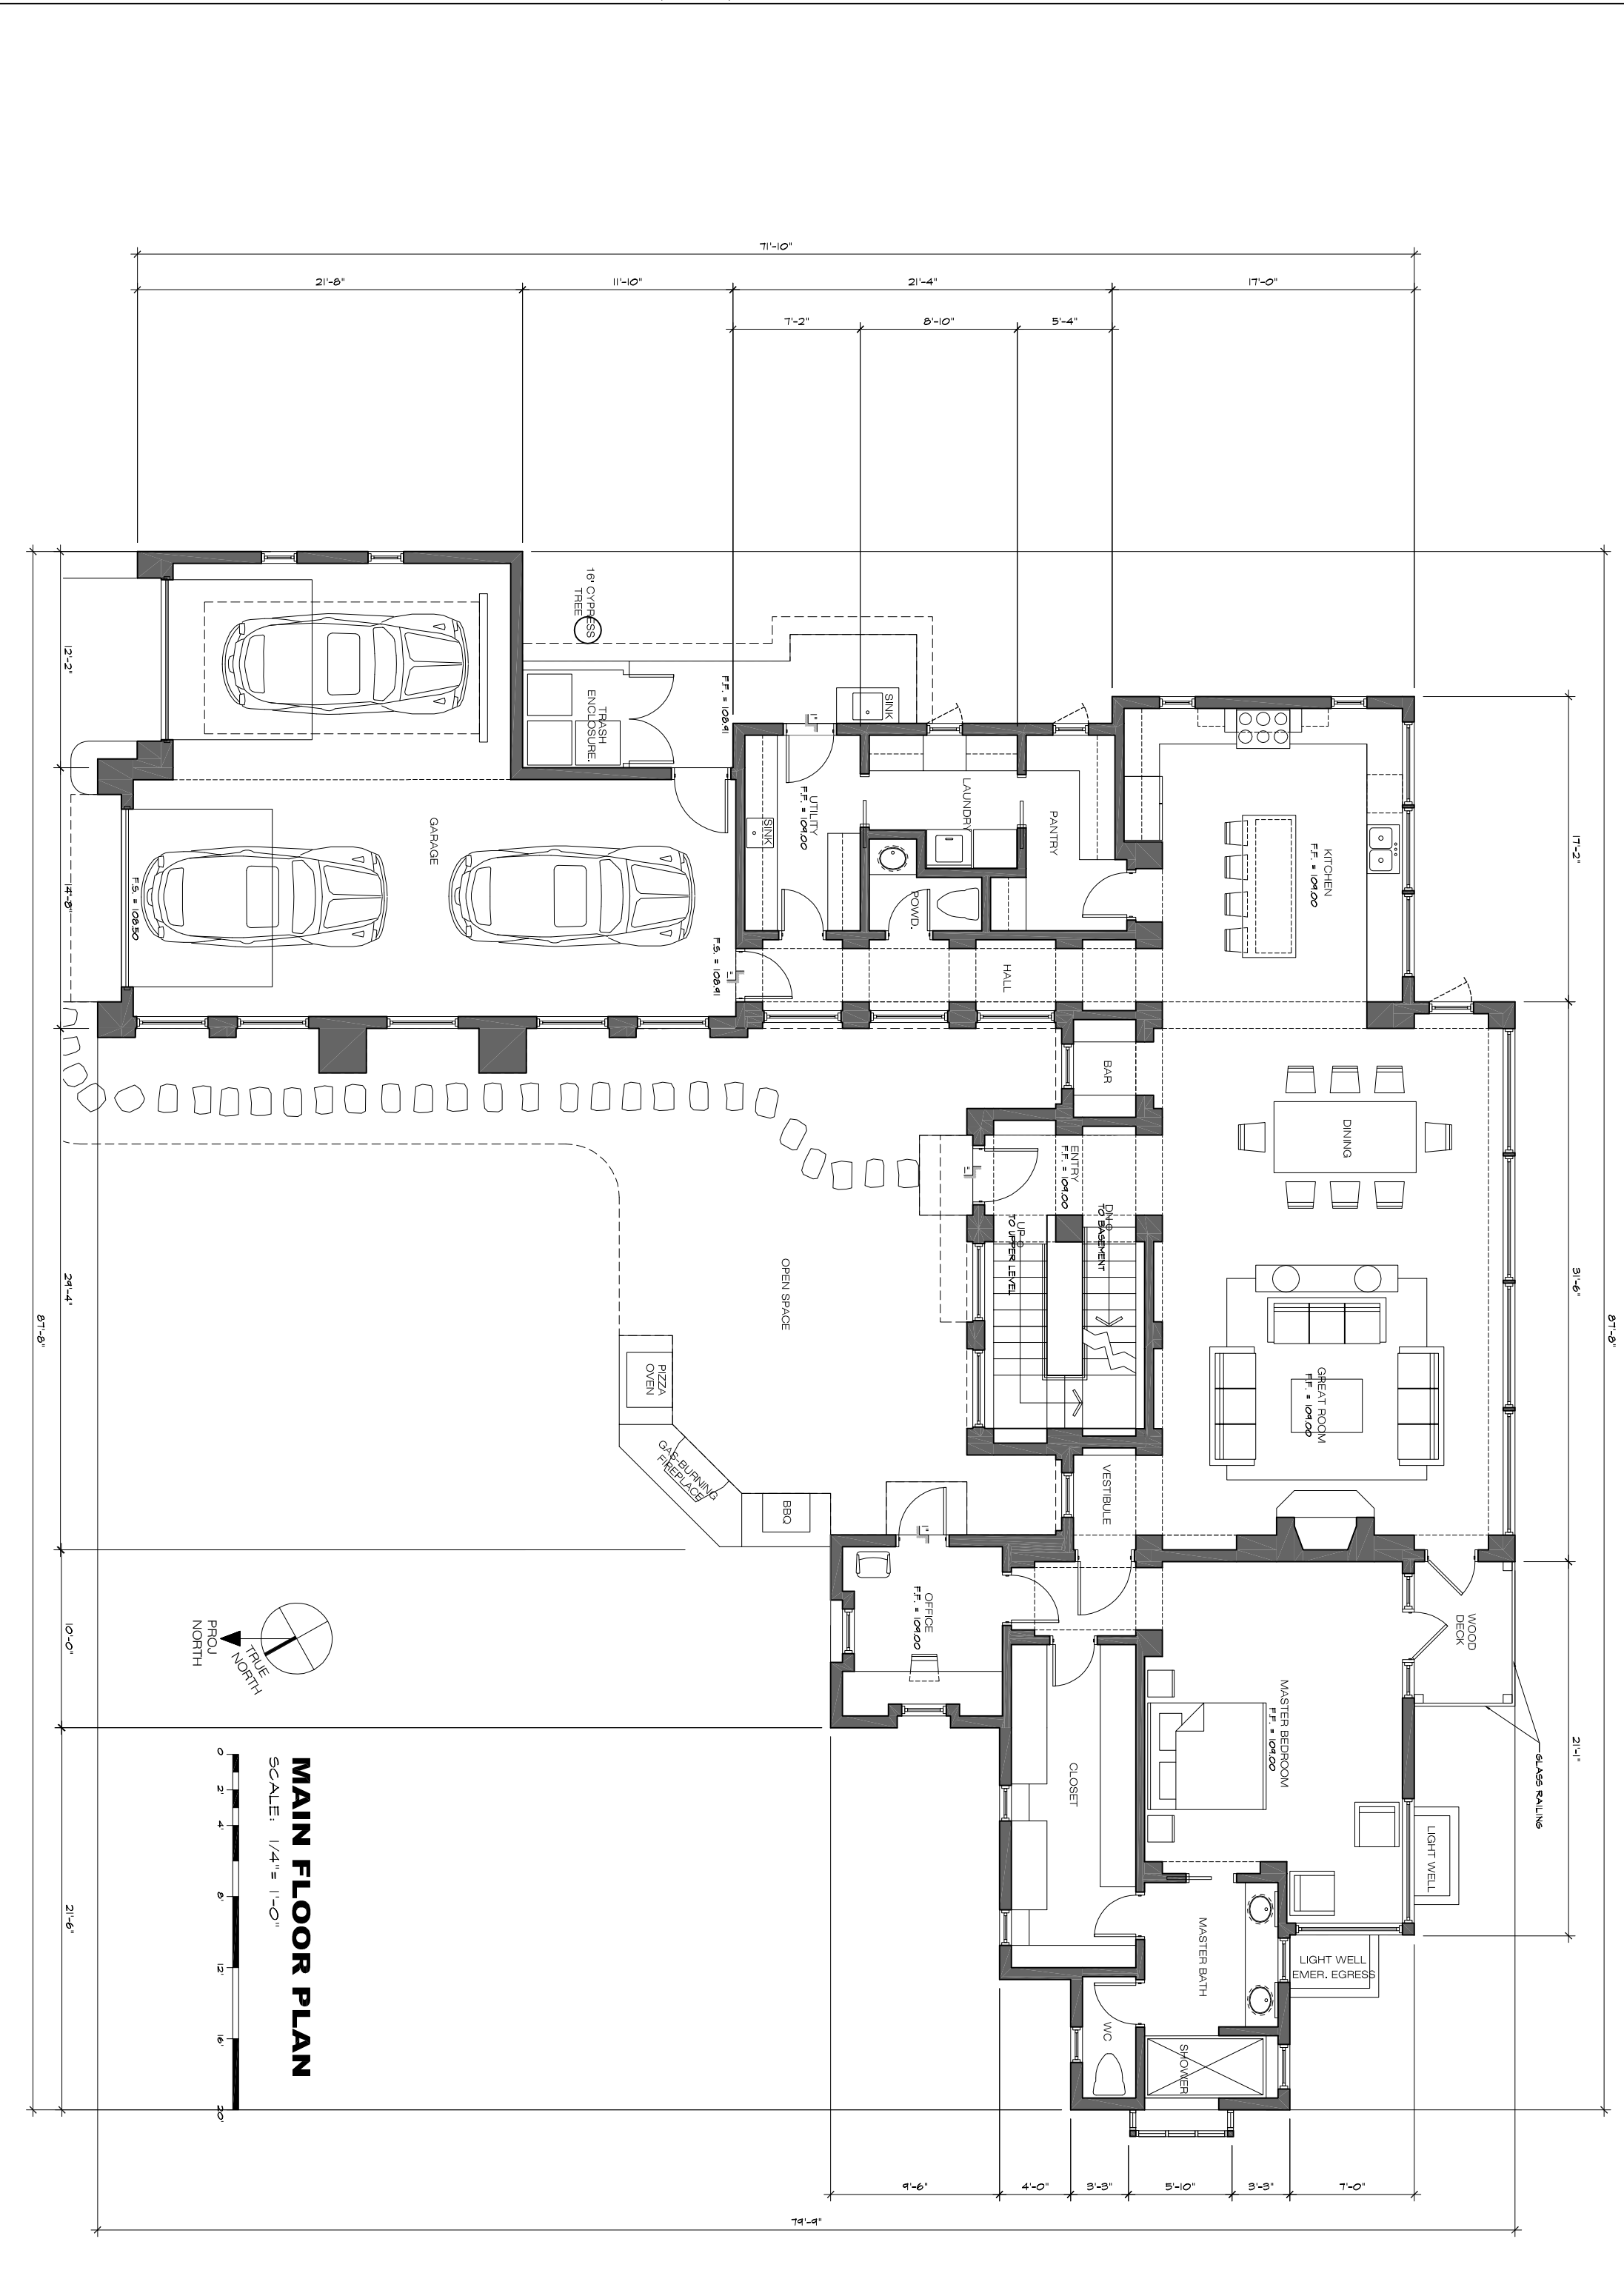 71'-10"
21'-8"
11'-10"
21'-4"
17'-0"
7'-2"
8'-10"
5'-4"
16' CYPRESS
TREE
TRASH
ENCLOSURE.
F.F. = 108.91
SINK
12'-2"
14'-8"
29'-4"
10'-0"
21'-6"
87'-8"
GARAGE
F.S. = 108.50
F.S. = 108.91
1"
UTILITY
F.F. = 109.00
SINK
1"
LAUNDRY
POWD.
PANTRY
HALL
KITCHEN
F.F. = 109.00
17'-2"
31'-6"
21'-1"
87'-8"
BAR
DINING
ENTRY
F.F. = 109.00
1"
UP
TO UPPER LEVEL
DN
TO BASEMENT
OPEN SPACE
GREAT ROOM
F.F. = 109.00
PIZZA
OVEN
GAS-BURNING
FIREPLACE
BBQ
VESTIBULE
1"
OFFICE
F.F. = 109.00
WOOD
DECK
GLASS RAILING
MASTER BEDROOM
F.F. = 109.00
CLOSET
LIGHT WELL
LIGHT WELL
EMER. EGRESS
MASTER BATH
WC
SHOWER
PROJ
NORTH
TRUE
NORTH
MAIN FLOOR PLAN
SCALE: 1/4"= 1'-0"
0
2'
4'
8'
12'
16'
20'
9'-6"
4'-0"
3'-3"
5'-10"
3'-3"
7'-0"
79'-9"